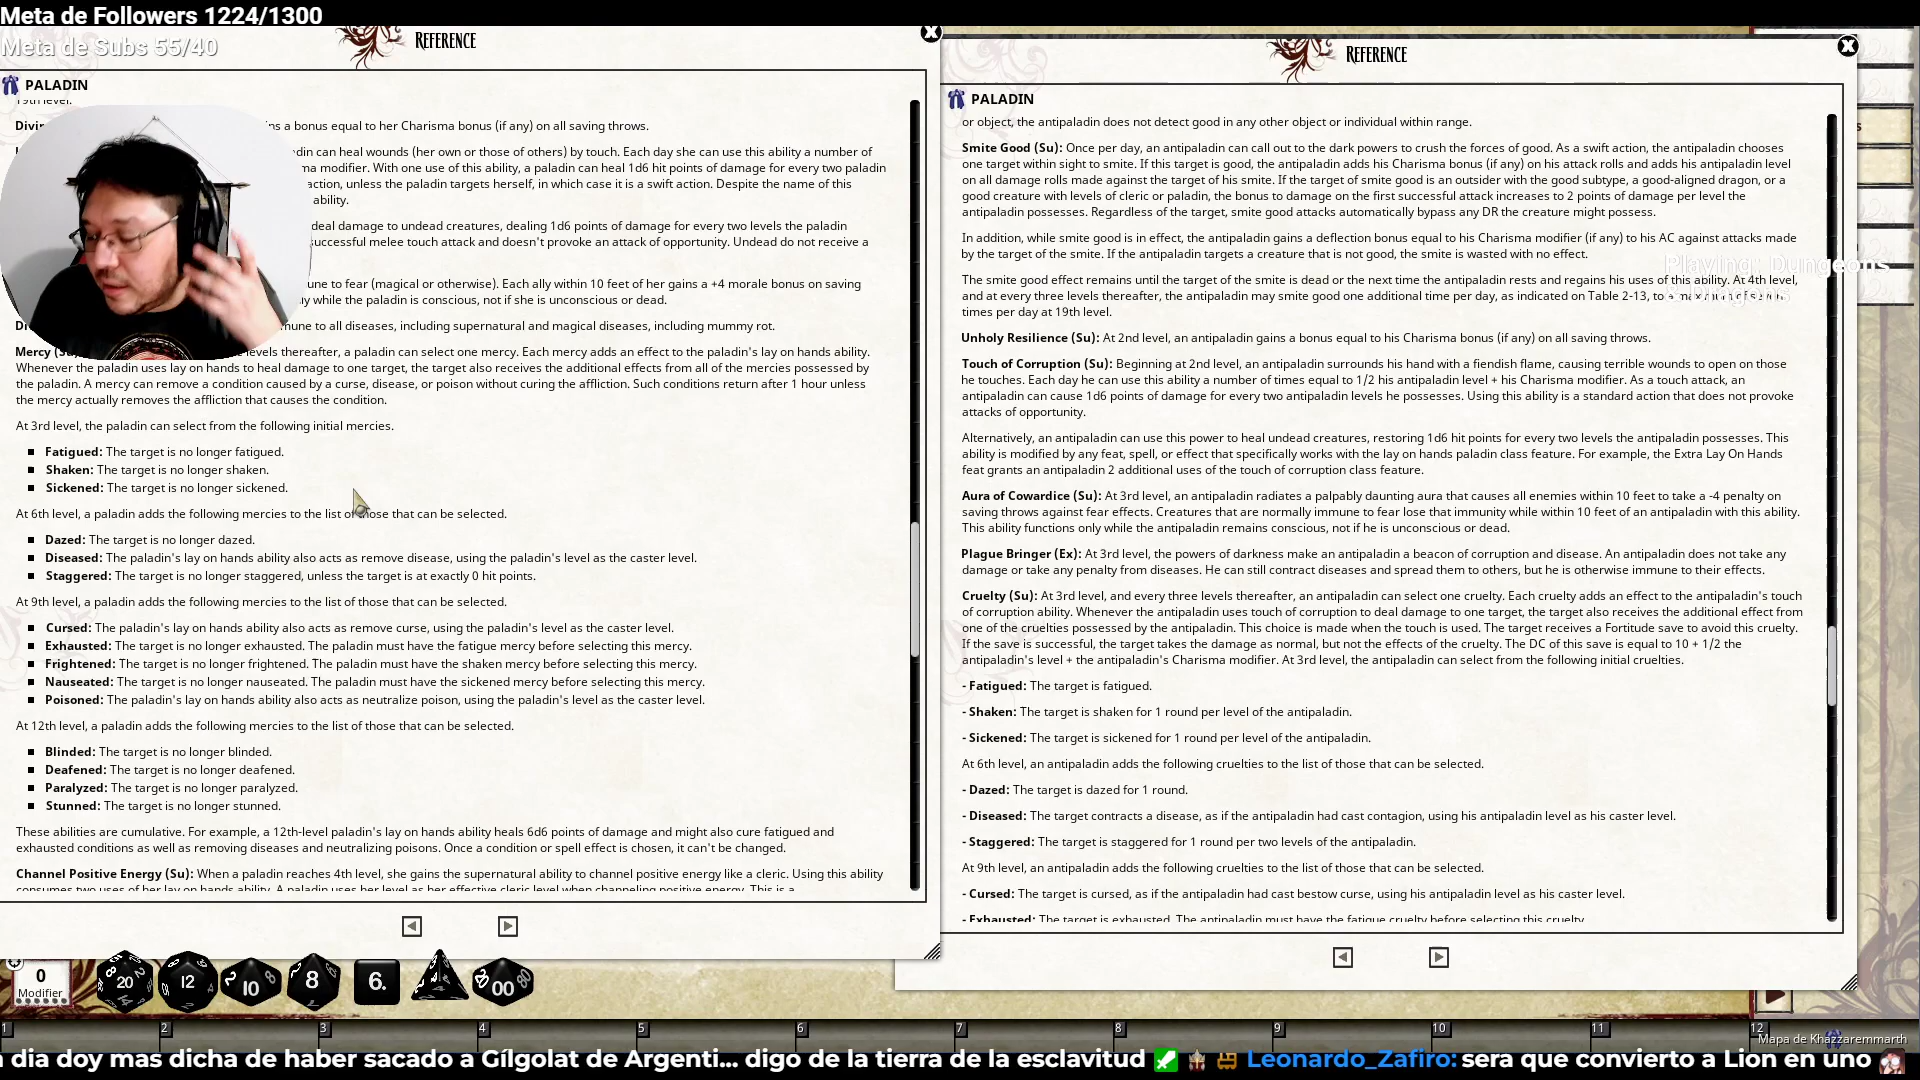 Meta de Followers 1224/1300
Meta de Subs 55/40
REFERENCE
PALADIN
19th level.
ns a bonus equal to her Charisma bonus (if any) on all saving throws.
din can heal wounds (her own or those of others) by touch. Each day she can use this ability a number of
ma modifier. With one use of this ability, a paladin can heal 1d6 hit points of damage for every two paladin
action, unless the paladin targets herself, in which case it is a swift action. Despite the name of this
ability.
deal damage to undead creatures, dealing 1d6 points of damage for every two levels the paladin
successful melee touch attack and doesn't provoke an attack of opportunity. Undead do not receive a
une to fear (magical or otherwise). Each ally within 10 feet of her gains a +4 morale bonus on saving
ly while the paladin is conscious, not if she is unconscious or dead.
mune to all diseases, including supernatural and magical diseases, including mummy rot.
Mercy (Su levels thereafter, a paladin can select one mercy. Each mercy adds an effect to the paladin's lay on hands ability.
Whenever the paladin uses lay on hands to heal damage to one target, the target also receives the additional effects from all of the mercies possessed by
the paladin. A mercy can remove a condition caused by a curse, disease, or poison without curing the affliction. Such conditions return after 1 hour unless
the mercy actually removes the affliction that causes the condition.
At 3rd level, the paladin can select from the following initial mercies.
Fatigued: The target is no longer fatigued.
Shaken: The target is no longer shaken.
Sickened: The target is no longer sickened.
At 6th level, a paladin adds the following mercies to the list of those that can be selected.
Dazed: The target is no longer dazed.
Diseased: The paladin's lay on hands ability also acts as remove disease, using the paladin's level as the caster level.
Staggered: The target is no longer staggered, unless the target is at exactly 0 hit points.
At 9th level, a paladin adds the following mercies to the list of those that can be selected.
Cursed: The paladin's lay on hands ability also acts as remove curse, using the paladin's level as the caster level.
Exhausted: The target is no longer exhausted. The paladin must have the fatigue mercy before selecting this mercy.
Frightened: The target is no longer frightened. The paladin must have the shaken mercy before selecting this mercy.
Nauseated: The target is no longer nauseated. The paladin must have the sickened mercy before selecting this mercy.
Poisoned: The paladin's lay on hands ability also acts as neutralize poison, using the paladin's level as the caster level.
At 12th level, a paladin adds the following mercies to the list of those that can be selected.
Blinded: The target is no longer blinded.
Deafened: The target is no longer deafened.
Paralyzed: The target is no longer paralyzed.
Stunned: The target is no longer stunned.
These abilities are cumulative. For example, a 12th-level paladin's lay on hands ability heals 6d6 points of damage and might also cure fatigued and
exhausted conditions as well as removing diseases and neutralizing poisons. Once a condition or spell effect is chosen, it can't be changed.
Channel Positive Energy (Su): When a paladin reaches 4th level, she gains the supernatural ability to channel positive energy like a cleric. Using this ability
consumes two uses of her lay on hands ability. A paladin uses her level as her effective cleric level when channeling positive energy. This is a
REFERENCE
PALADIN
or object, the antipaladin does not detect good in any other object or individual within range.
Smite Good (Su): Once per day, an antipaladin can call out to the dark powers to crush the forces of good. As a swift action, the antipaladin chooses
one target within sight to smite. If this target is good, the antipaladin adds his Charisma bonus (if any) on his attack rolls and adds his antipaladin level
on all damage rolls made against the target of his smite. If the target of smite good is an outsider with the good subtype, a good-aligned dragon, or a
good creature with levels of cleric or paladin, the bonus to damage on the first successful attack increases to 2 points of damage per level the
antipaladin possesses. Regardless of the target, smite good attacks automatically bypass any DR the creature might possess.
In addition, while smite good is in effect, the antipaladin gains a deflection bonus equal to his Charisma modifier (if any) to his AC against attacks made
by the target of the smite. If the antipaladin targets a creature that is not good, the smite is wasted with no effect.
Playing: Dungeons
& Dragons
The smite good effect remains until the target of the smite is dead or the next time the antipaladin rests and regains his uses of this ability. At 4th level,
and at every three levels thereafter, the antipaladin may smite good one additional time per day, as indicated on Table 2-13, to a maximum of seven
times per day at 19th level.
Unholy Resilience (Su): At 2nd level, an antipaladin gains a bonus equal to his Charisma bonus (if any) on all saving throws.
Touch of Corruption (Su): Beginning at 2nd level, an antipaladin surrounds his hand with a fiendish flame, causing terrible wounds to open on those
he touches. Each day he can use this ability a number of times equal to 1/2 his antipaladin level + his Charisma modifier. As a touch attack, an
antipaladin can cause 1d6 points of damage for every two antipaladin levels he possesses. Using this ability is a standard action that does not provoke
attacks of opportunity.
Alternatively, an antipaladin can use this power to heal undead creatures, restoring 1d6 hit points for every two levels the antipaladin possesses. This
ability is modified by any feat, spell, or effect that specifically works with the lay on hands paladin class feature. For example, the Extra Lay On Hands
feat grants an antipaladin 2 additional uses of the touch of corruption class feature.
Aura of Cowardice (Su): At 3rd level, an antipaladin radiates a palpably daunting aura that causes all enemies within 10 feet to take a -4 penalty on
saving throws against fear effects. Creatures that are normally immune to fear lose that immunity while within 10 feet of an antipaladin with this ability.
This ability functions only while the antipaladin remains conscious, not if he is unconscious or dead.
Plague Bringer (Ex): At 3rd level, the powers of darkness make an antipaladin a beacon of corruption and disease. An antipaladin does not take any
damage or take any penalty from diseases. He can still contract diseases and spread them to others, but he is otherwise immune to their effects.
Cruelty (Su): At 3rd level, and every three levels thereafter, an antipaladin can select one cruelty. Each cruelty adds an effect to the antipaladin's touch
of corruption ability. Whenever the antipaladin uses touch of corruption to deal damage to one target, the target also receives the additional effect from
one of the cruelties possessed by the antipaladin. This choice is made when the touch is used. The target receives a Fortitude save to avoid this cruelty.
If the save is successful, the target takes the damage as normal, but not the effects of the cruelty. The DC of this save is equal to 10 + 1/2 the
antipaladin's level + the antipaladin's Charisma modifier. At 3rd level, the antipaladin can select from the following initial cruelties.
- Fatigued: The target is fatigued.
- Shaken: The target is shaken for 1 round per level of the antipaladin.
- Sickened: The target is sickened for 1 round per level of the antipaladin.
At 6th level, an antipaladin adds the following cruelties to the list of those that can be selected.
- Dazed: The target is dazed for 1 round.
- Diseased: The target contracts a disease, as if the antipaladin had cast contagion, using his antipaladin level as his caster level.
- Staggered: The target is staggered for 1 round per two levels of the antipaladin.
At 9th level, an antipaladin adds the following cruelties to the list of those that can be selected.
- Cursed: The target is cursed, as if the antipaladin had cast bestow curse, using his antipaladin level as his caster level.
- Exhausted: The target is exhausted. The antipaladin must have the fatigue cruelty before selecting this cruelty.
0
Modifier
20 12 10 8 6. 00
1 2 3 4 5 6 7 8 9 10 11 12
Mapa de Khazzaremmarth
dia doy mas dicha de haber sacado a Gílgolat de Argenti... digo de la tierra de la esclavitud Leonardo_Zafiro: sera que convierto a Lion en uno